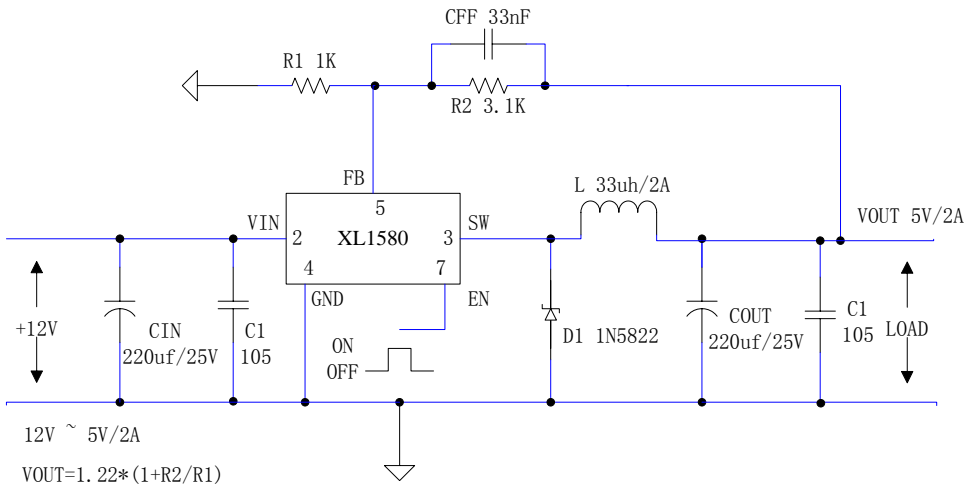 CFF 33nF
R1 1K
R2 3.1K
FB
L 33uh/2A
5
VIN
SW
VOUT 5V/2A
2
XL1580
3
4
7
GND
EN
+12V
CIN
220uf/25V
C1
105
ON
OFF
D1 1N5822
COUT
220uf/25V
C1
105
LOAD
12V ~ 5V/2A
VOUT=1.22*(1+R2/R1)